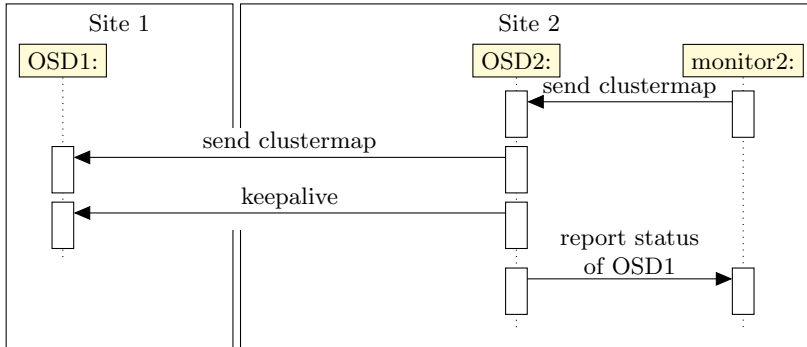 Site 1
Site 2
OSD1:
OSD2:
monitor2:
send clustermap
send clustermap
keepalive
report status
of OSD1